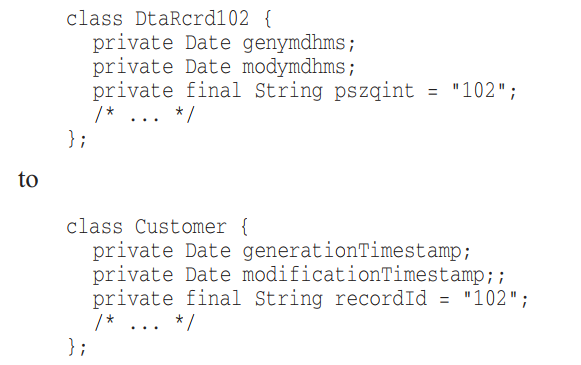 class DtaRcrd102 {
private Date genymdhms;
private Date modymdhms;
private final String pszqint = "102";
/* ... */
};
to
class Customer {
private Date generationTimestamp;
private Date modificationTimestamp;;
private final String recordId = "102";
/* ... */
};